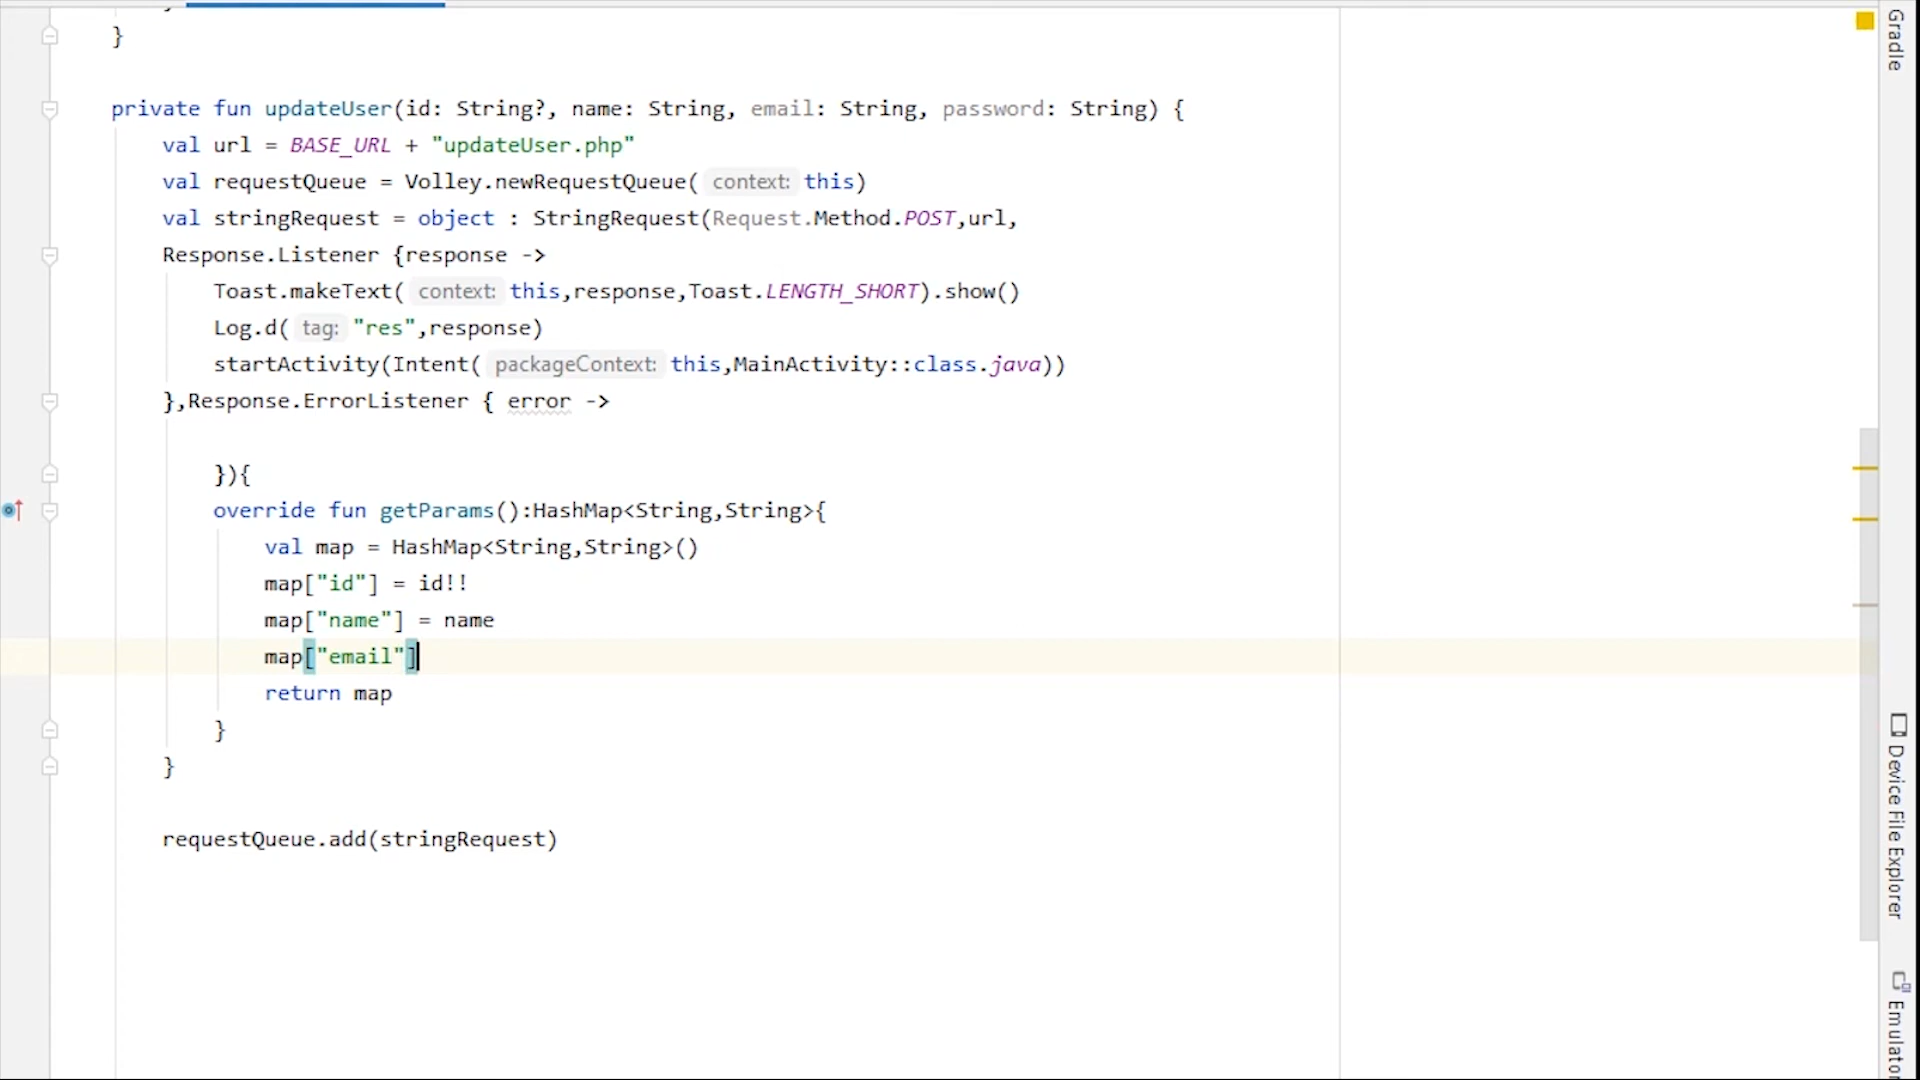 }
Gradle
private fun updateUser(id: String?, name: String, email: String, password: String) {
val url = BASE_URL + "updateUser.php"
val requestQueue = Volley.newRequestQueue( context: this)
val stringRequest = object : StringRequest(Request.Method.POST,url,
Response.Listener {response ->
Toast.makeText( context: this,response,Toast.LENGTH_SHORT).show()
Log.d( tag: "res",response)
startActivity(Intent( packageContext: this,MainActivity::class.java))
},Response.ErrorListener { error ->
}){
override fun getParams():HashMap<String,String>{
val map = HashMap<String,String>()
map["id"] = id!!
map["name"] = name
map["email"]
return map
}
}
requestQueue.add(stringRequest)
Device File Explorer
Emulator